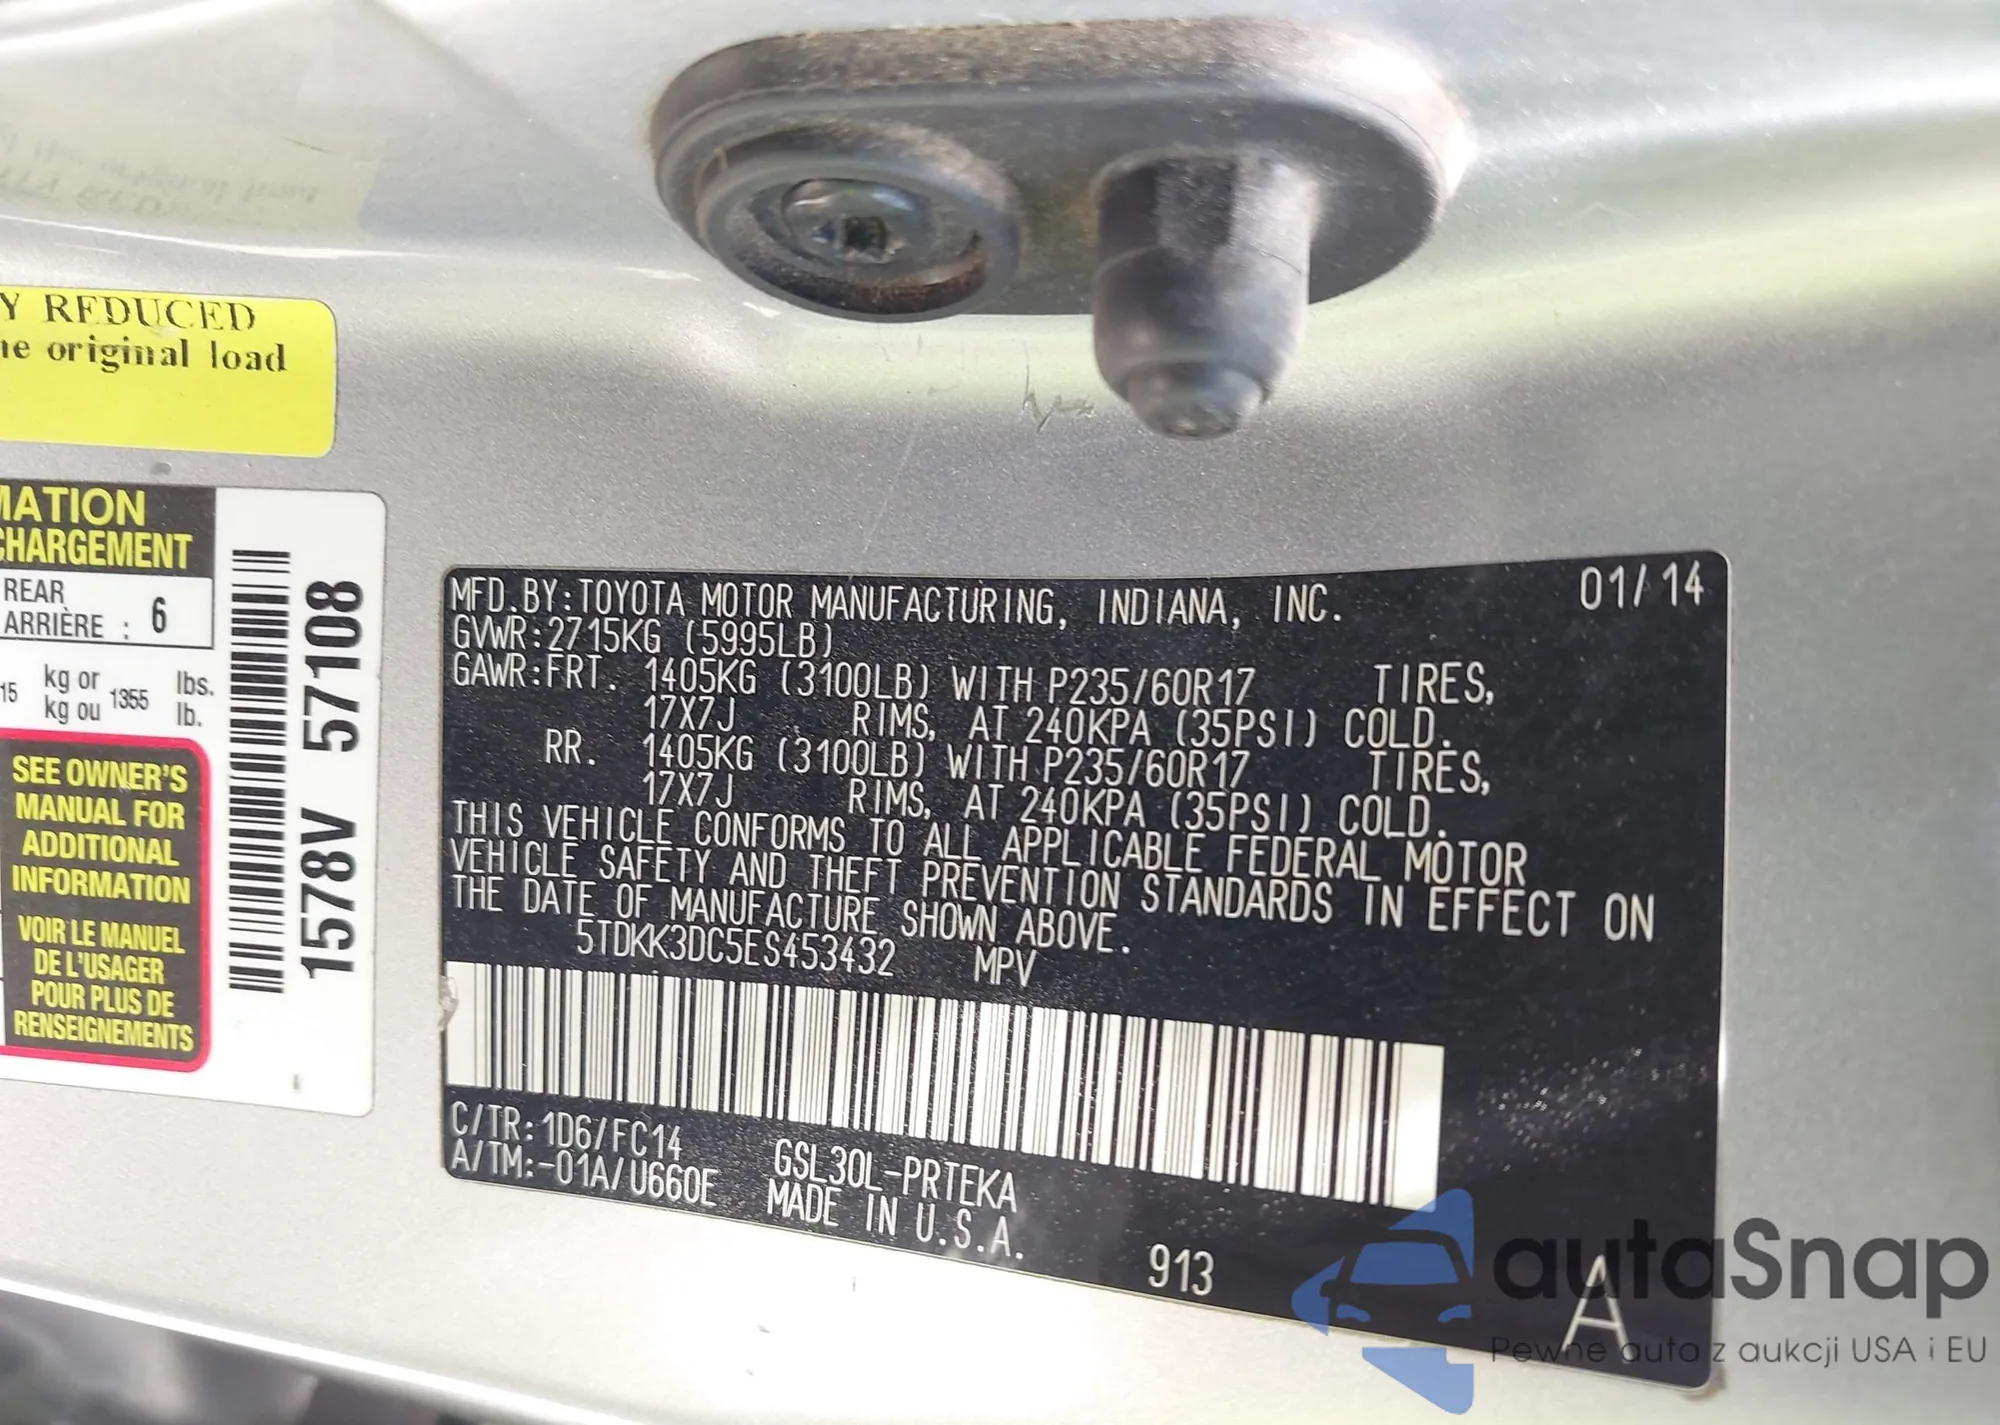 Y REDUCED
he original load
MATION
CHARGEMENT
REAR
ARRIÈRE : 6
15 kg or 1355 lbs.
kg ou lb.
SEE OWNER'S
MANUAL FOR
ADDITIONAL
INFORMATION
VOIR LE MANUEL
DE L'USAGER
POUR PLUS DE
RENSEIGNEMENTS
1578V 57108
MFD.BY:TOYOTA MOTOR MANUFACTURING, INDIANA, INC. 01/14
GVWR:2715KG (5995LB)
GAWR:FRT. 1405KG (3100LB) WITH P235/60R17 TIRES,
17X7J RIMS, AT 240KPA (35PSI) COLD.
RR. 1405KG (3100LB) WITH P235/60R17 TIRES,
17X7J RIMS, AT 240KPA (35PSI) COLD.
THIS VEHICLE CONFORMS TO ALL APPLICABLE FEDERAL MOTOR
VEHICLE SAFETY AND THEFT PREVENTION STANDARDS IN EFFECT ON
THE DATE OF MANUFACTURE SHOWN ABOVE.
5TDKK3DC5ES453432 MPV
C/TR:1D6/FC14 GSL30L-PRTEKA
A/TM:-01A/U660E MADE IN U.S.A.
913
A
autaSnap
Pewne auta z aukcji USA i EU